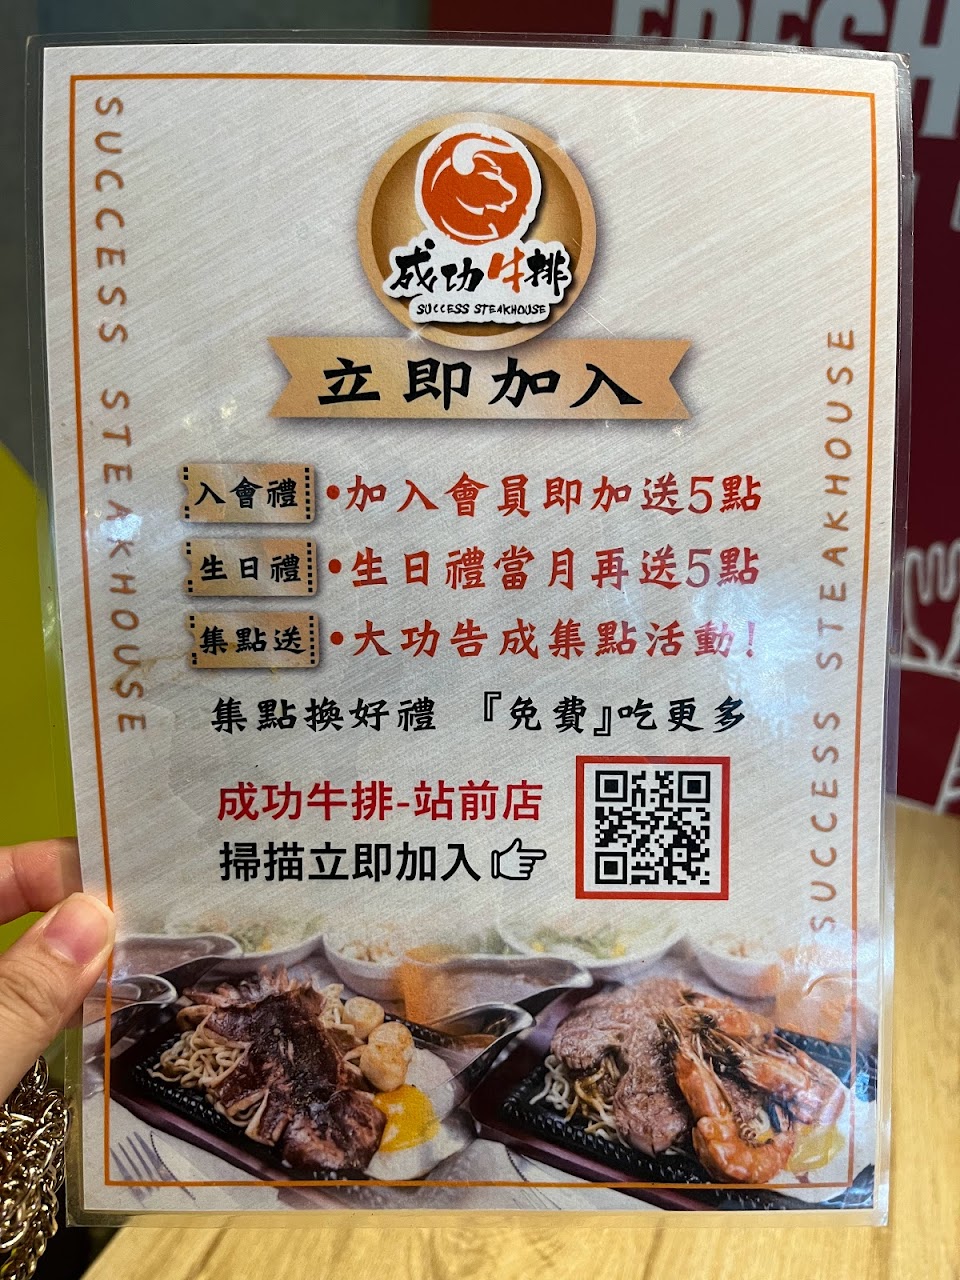 FRESH
SUCCESS STEAKHOUSE
成功牛排
SUCCESS STEAKHOUSE
立即加入
入會禮 •加入會員即加送5點
生日禮 •生日禮當月再送5點
集點送 •大功告成集點活動!
集點換好禮 『免費』吃更多
成功牛排-站前店
掃描立即加入
SUCCESS STEAKHOUSE